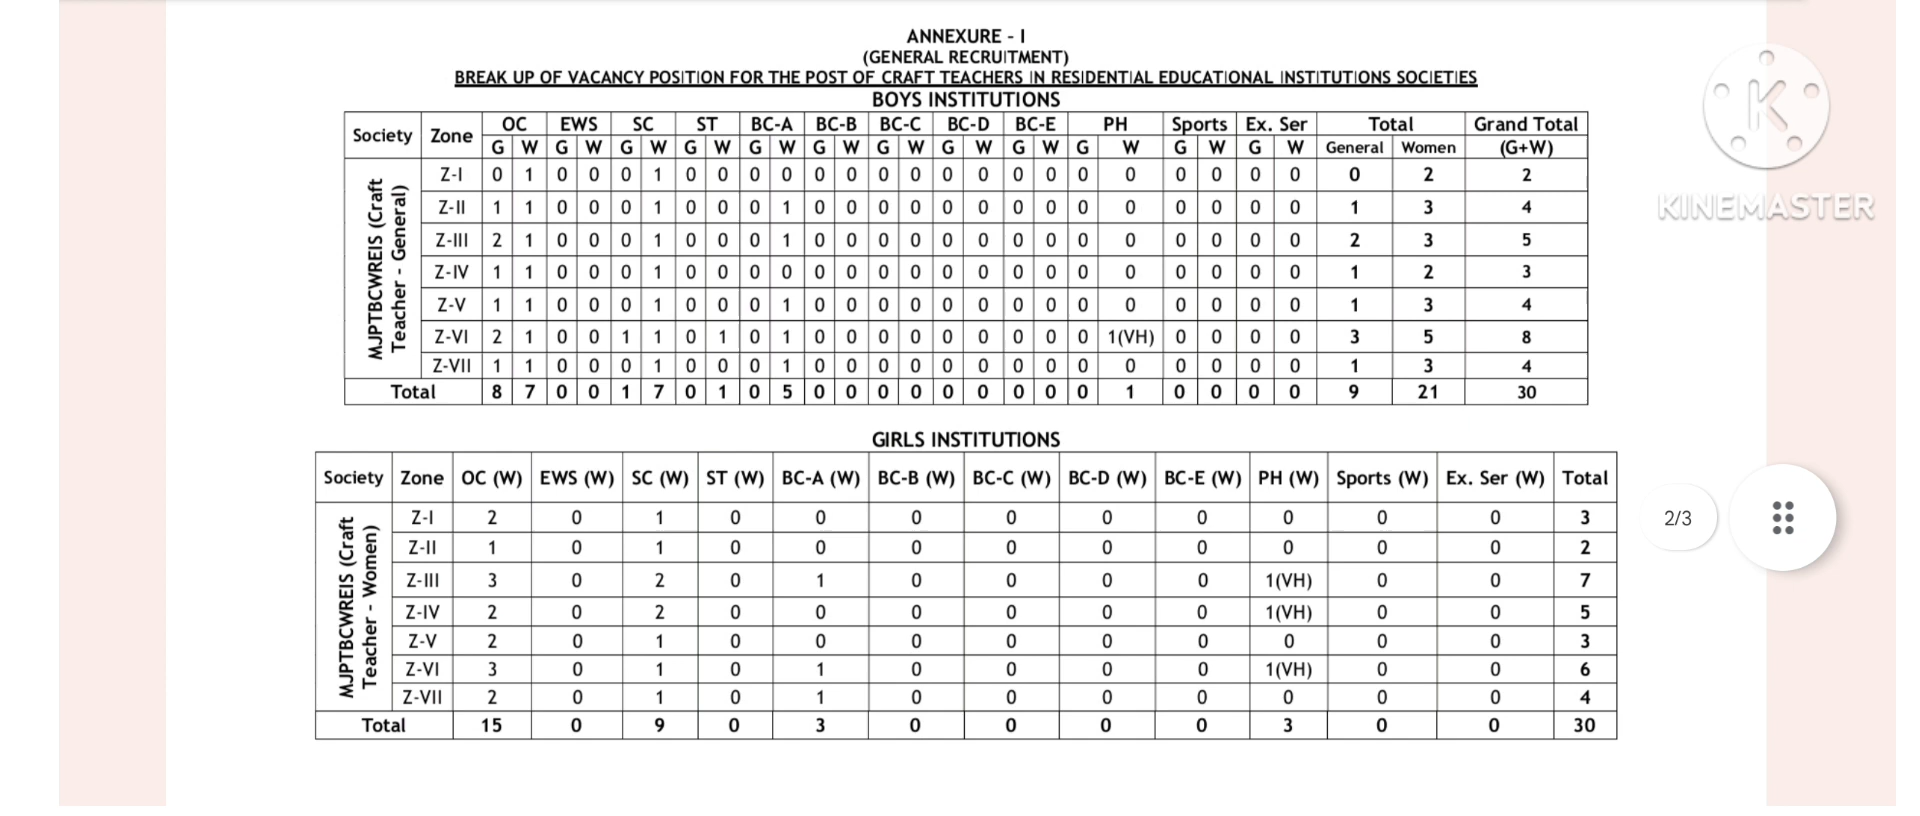 ANNEXURE - I
(GENERAL RECRUITMENT)
BREAK UP OF VACANCY POSITION FOR THE POST OF CRAFT TEACHERS IN RESIDENTIAL EDUCATIONAL INSTITUTIONS SOCIETIES
BOYS INSTITUTIONS
Society Zone OC EWS SC ST BC-A BC-B BC-C BC-D BC-E PH Sports Ex. Ser Total Grand Total
G W G W G W G W G W G W G W G W G W G W G W G W General Women (G+W)
MJPTBCWREIS (Craft
Teacher - General)
Z-I 0 1 0 0 0 1 0 0 0 0 0 0 0 0 0 0 0 0 0 0 0 0 0 0 0 2 2
Z-II 1 1 0 0 0 1 0 0 0 1 0 0 0 0 0 0 0 0 0 0 0 0 0 0 1 3 4
Z-III 2 1 0 0 0 1 0 0 0 1 0 0 0 0 0 0 0 0 0 0 0 0 0 0 2 3 5
Z-IV 1 1 0 0 0 1 0 0 0 0 0 0 0 0 0 0 0 0 0 0 0 0 0 0 1 2 3
Z-V 1 1 0 0 0 1 0 0 0 1 0 0 0 0 0 0 0 0 0 0 0 0 0 0 1 3 4
Z-VI 2 1 0 0 1 1 0 1 0 1 0 0 0 0 0 0 0 0 0 1(VH) 0 0 0 0 3 5 8
Z-VII 1 1 0 0 0 1 0 0 0 1 0 0 0 0 0 0 0 0 0 0 0 0 0 0 1 3 4
Total 8 7 0 0 1 7 0 1 0 5 0 0 0 0 0 0 0 0 0 1 0 0 0 0 9 21 30
GIRLS INSTITUTIONS
Society Zone OC (W) EWS (W) SC (W) ST (W) BC-A (W) BC-B (W) BC-C (W) BC-D (W) BC-E (W) PH (W) Sports (W) Ex. Ser (W) Total
MJPTBCWREIS (Craft
Teacher - Women)
Z-I 2 0 1 0 0 0 0 0 0 0 0 0 3
Z-II 1 0 1 0 0 0 0 0 0 0 0 0 2
Z-III 3 0 2 0 1 0 0 0 0 1(VH) 0 0 7
Z-IV 2 0 2 0 0 0 0 0 0 1(VH) 0 0 5
Z-V 2 0 1 0 0 0 0 0 0 0 0 0 3
Z-VI 3 0 1 0 1 0 0 0 0 1(VH) 0 0 6
Z-VII 2 0 1 0 1 0 0 0 0 0 0 0 4
Total 15 0 9 0 3 0 0 0 0 3 0 0 30
K
KINEMASTER
2/3